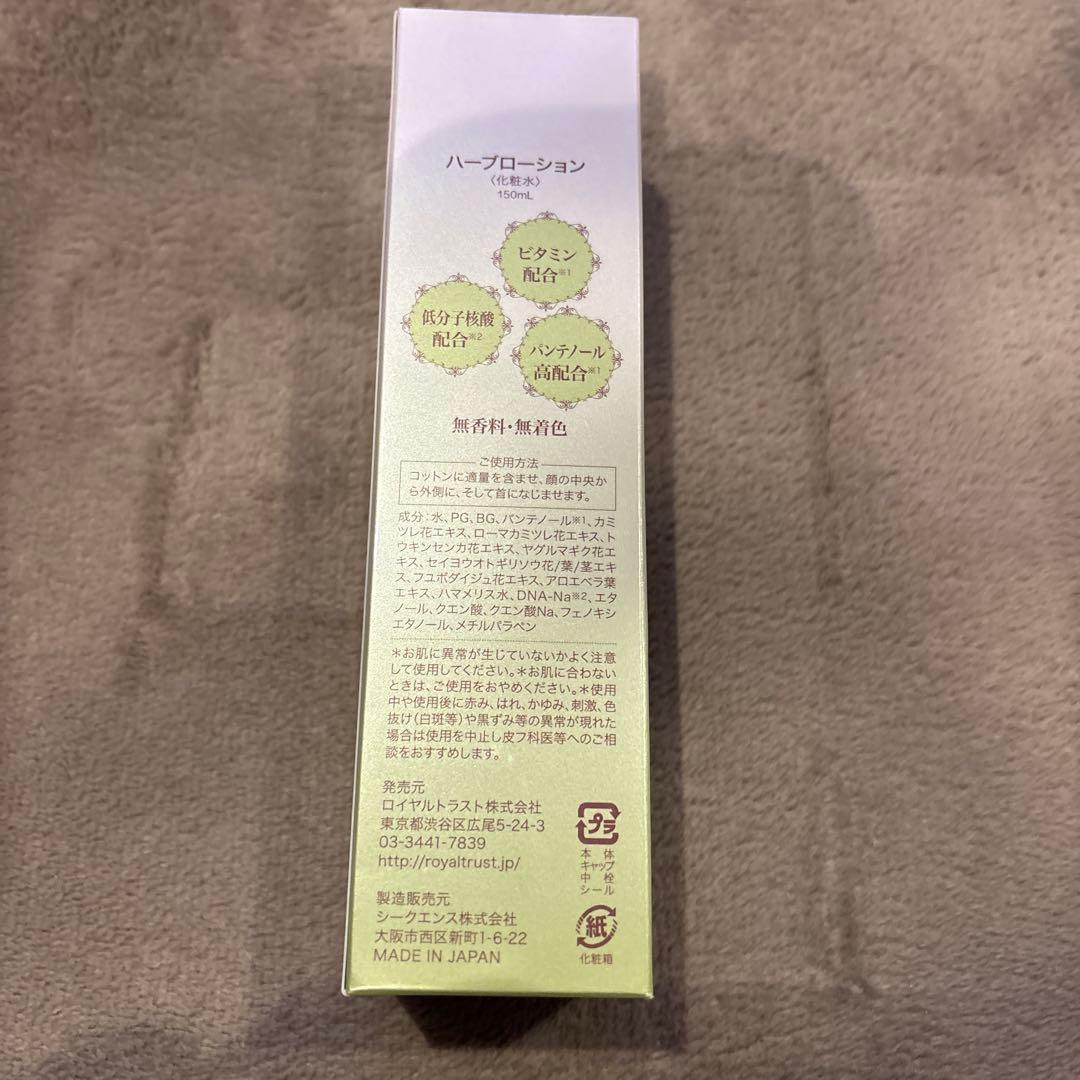 ハーブローション
〈化粧水〉
150mL
ビタミン
配合※1
低分子核酸
配合※2
パンテノール
高配合※1
無香料・無着色
ご使用方法
コットンに適量を含ませ、顔の中央か
ら外側に、そして首になじませます。
成分：水、PG、BG、パンテノール※1、カミ
ツレ花エキス、ローマカミツレ花エキス、ト
ウキンセンカ花エキス、ヤグルマギク花エ
キス、セイヨウオトギリソウ花/葉/茎エキ
ス、フユボダイジュ花エキス、アロエベラ葉
エキス、ハマメリス水、DNA-Na※2、エタ
ノール、クエン酸、クエン酸Na、フェノキシ
エタノール、メチルパラベン
＊お肌に異常が生じていないかよく注意
して使用してください。＊お肌に合わない
ときは、ご使用をおやめください。＊使用
中や使用後に赤み、はれ、かゆみ、刺激、色
抜け（白斑等）や黒ずみ等の異常が現れた
場合は使用を中止し皮フ科医等へのご相
談をおすすめします。
発売元
ロイヤルトラスト株式会社
東京都渋谷区広尾5-24-3
03-3441-7839
http://royaltrust.jp/
製造販売元
シークエンス株式会社
大阪市西区新町1-6-22
MADE IN JAPAN
プラ
本体
キャップ
中栓
シール
紙
化粧箱